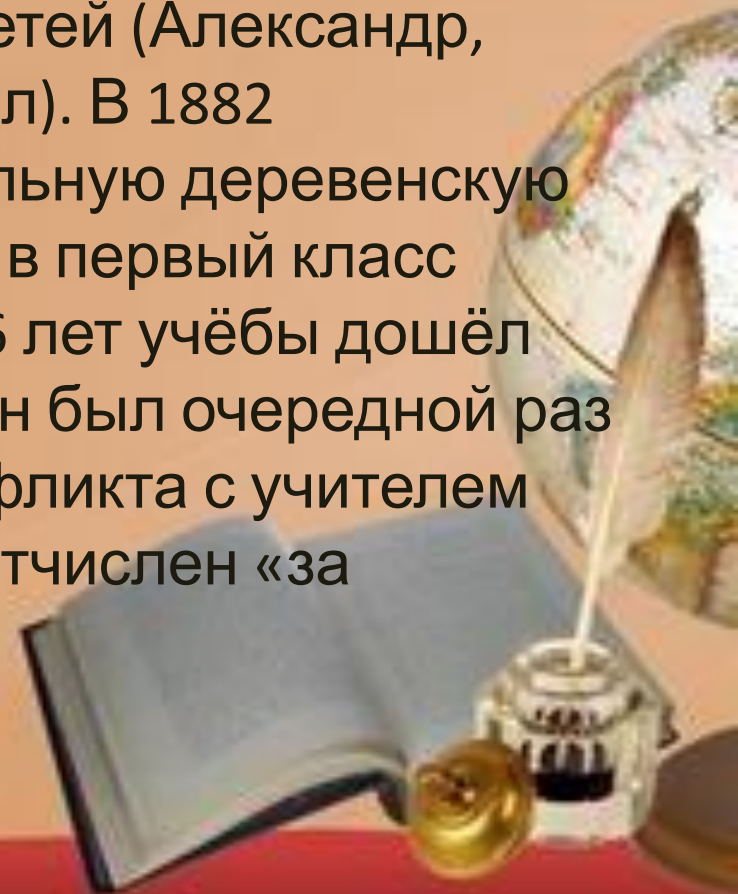 етей (Александр,
л). В 1882
льную деревенскую
в первый класс
6 лет учёбы дошёл
н был очередной раз
фликта с учителем
тчислен «за